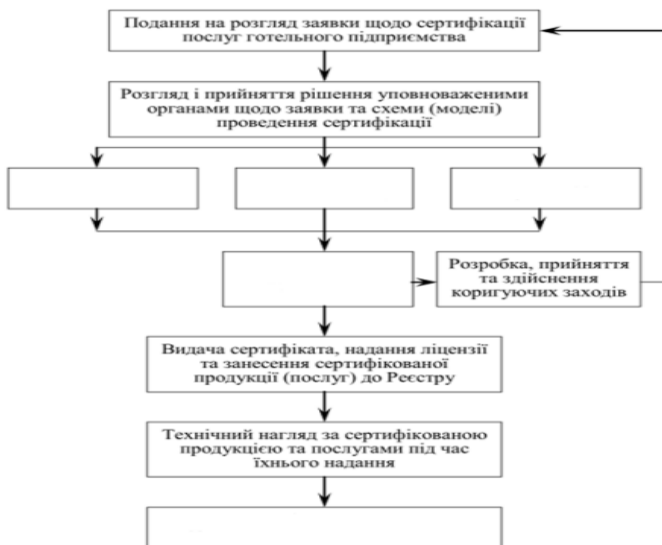 Подання на розгляд заявки щодо сертифікації
послуг готельного підприємства
Розгляд і прийняття рішення уповноваженими
органами щодо заявки та схеми (моделі)
проведення сертифікації
Розробка, прийняття
та здійснення
коригуючих заходів
Видача сертифіката, надання ліцензії
та занесення сертифікованої
продукції (послуг) до Реєстру
Технічний нагляд за сертифікованою
продукцією та послугами під час
їхнього надання